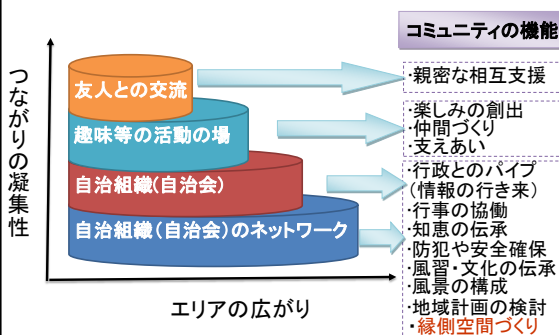 コミュニティの機能
つながりの凝集性
友人との交流
趣味等の活動の場
自治組織(自治会)
自治組織(自治会)のネットワーク
エリアの広がり
・親密な相互支援
・楽しみの創出
・仲間づくり
・支えあい
・行政とのパイプ
(情報の行き来)
・行事の協働
・知恵の伝承
・防犯や安全確保
・風習・文化の伝承
・風景の構成
・地域計画の検討
・縁側空間づくり